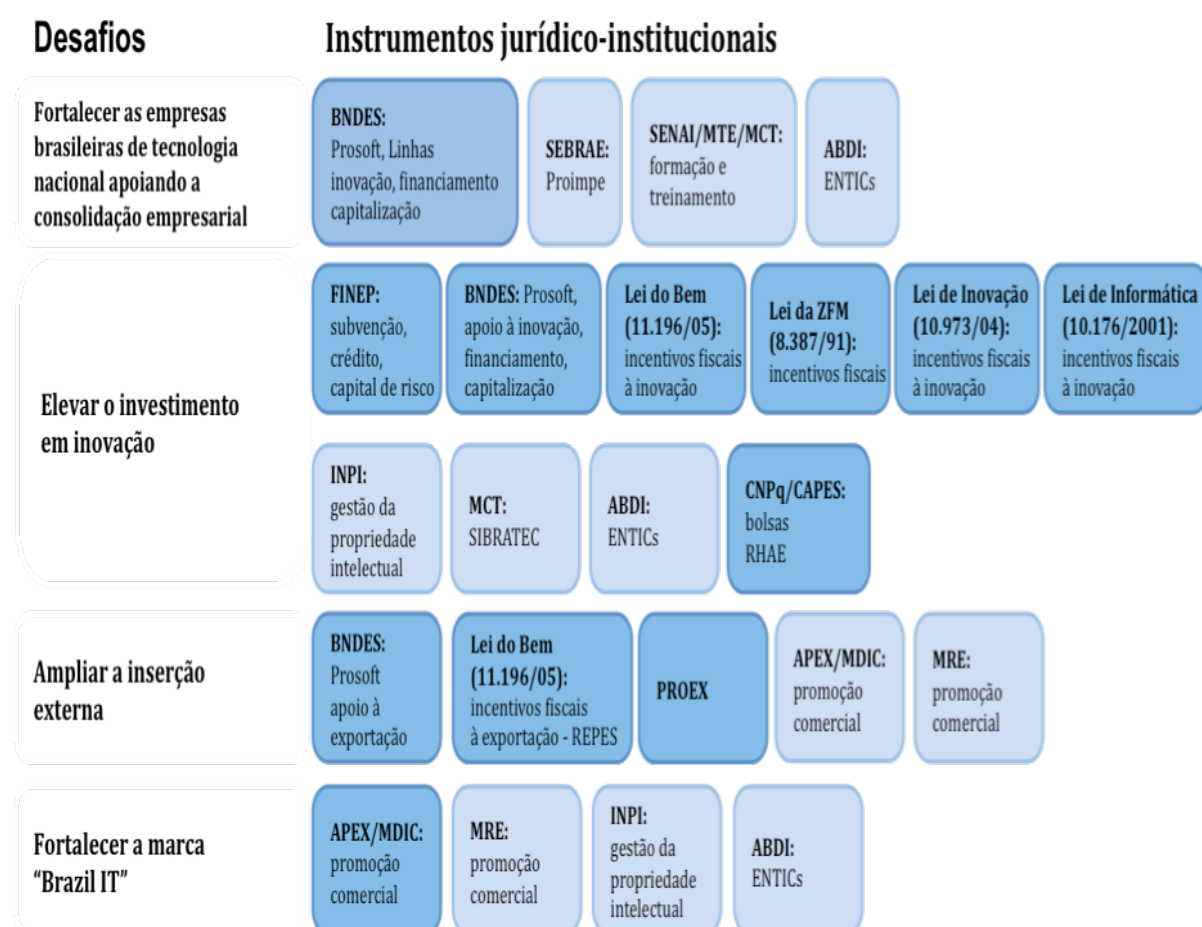 Desafios
Instrumentos jurídico-institucionais
Fortalecer as empresas
brasileiras de tecnologia
nacional apoiando a
consolidação empresarial
BNDES:
Prosoft, Linhas
inovação, financiamento
capitalização
SEBRAE:
Proimpe
SENAI/MTE/MCT:
formação e
treinamento
ABDI:
ENTICs
Elevar o investimento
em inovação
FINEP:
subvenção,
crédito,
capital de risco
BNDES: Prosoft,
apoio à inovação,
financiamento,
capitalização
Lei do Bem
(11.196/05):
incentivos fiscais
à inovação
Lei da ZFM
(8.387/91):
incentivos fiscais
Lei de Inovação
(10.973/04):
incentivos fiscais
à inovação
Lei de Informática
(10.176/2001):
incentivos fiscais
à inovação
INPI:
gestão da
propriedade
intelectual
MCT:
SIBRATEC
ABDI:
ENTICs
CNPq/CAPES:
bolsas
RHAE
Ampliar a inserção
externa
BNDES:
Prosoft
apoio à
exportação
Lei do Bem
(11.196/05):
incentivos fiscais
à exportação - REPES
PROEX
APEX/MDIC:
promoção
comercial
MRE:
promoção
comercial
Fortalecer a marca
“Brazil IT”
APEX/MDIC:
promoção
comercial
MRE:
promoção
comercial
INPI:
gestão da
propriedade
intelectual
ABDI:
ENTICs